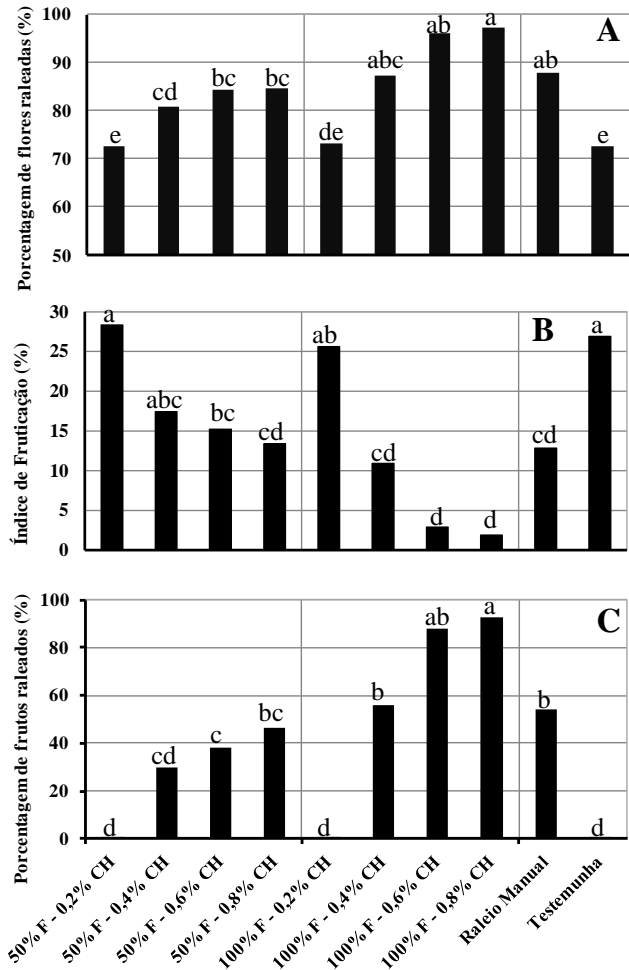 Porcentagem de flores raleadas (%)
100
90
80
70
60
50
A
e
cd
bc
bc
de
abc
ab
a
ab
e
Índice de Frutificação (%)
30
25
20
15
10
5
0
B
a
abc
bc
cd
ab
cd
d
d
cd
a
Porcentagem de frutos raleados (%)
100
80
60
40
20
0
C
d
cd
c
bc
d
b
ab
a
b
d
50% F - 0,2% CH
50% F - 0,4% CH
50% F - 0,6% CH
50% F - 0,8% CH
100% F - 0,2% CH
100% F - 0,4% CH
100% F - 0,6% CH
100% F - 0,8% CH
Raleio Manual
Testemunha